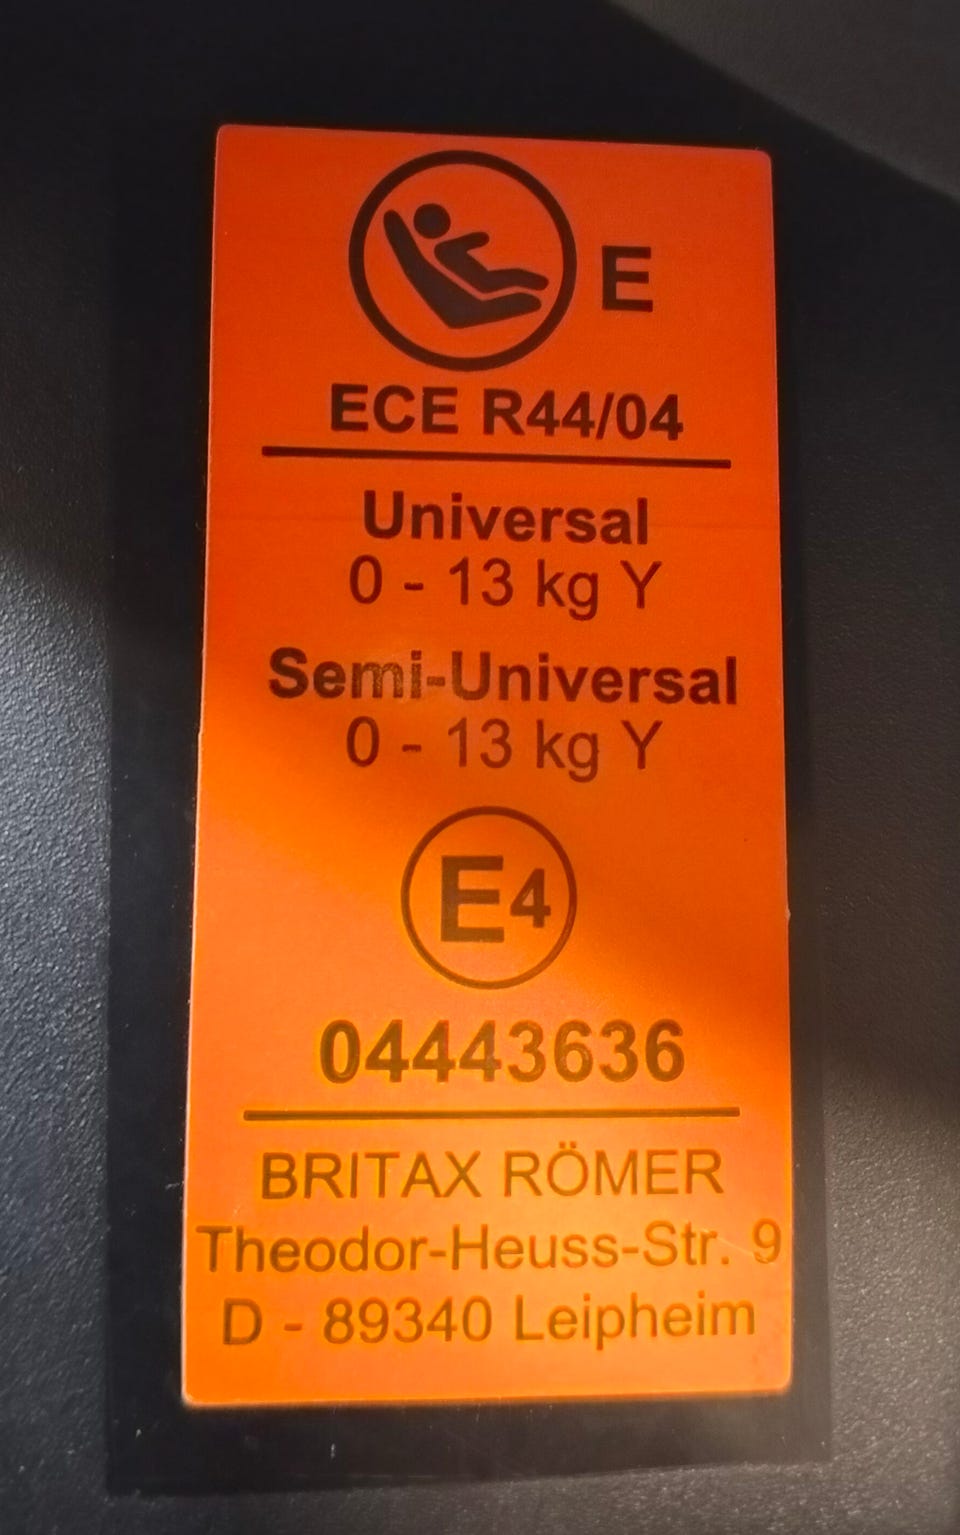 E
ECE R44/04
Universal
0 - 13 kg Y
Semi-Universal
0 - 13 kg Y
E4
04443636
BRITAX RÖMER
Theodor-Heuss-Str. 9
D - 89340 Leipheim